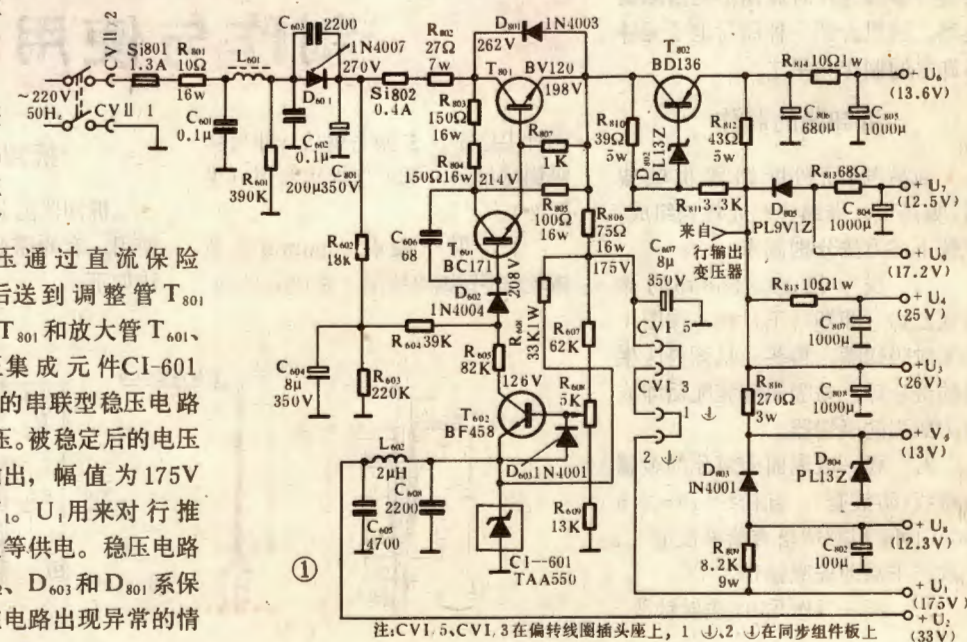 压通过直流保险
后送到调整管T₈₀₁
T₈₀₁和放大管T₆₀₁、
集成元件CI-601
的串联型稳压电路
压。被稳定后的电压
出，幅值为175V
U₁用来对行推
等供电。稳压电路
D₆₀₃和D₈₀₁系保
电路出现异常的情
CVII 2
~220V
50Hz
CVII 1
Si801
1.3A
R₈₀₁
10Ω
16w
L₆₀₁
C₆₀₁
0.1μ
R₆₀₁
390K
C₆₀₃ 2200
1N4007
270V
D₆₀₁
C₆₀₂
0.1μ
C₈₀₁
200μ350V
Si802
0.4A
R₈₀₂
27Ω
7w
D₈₀₁ 1N4003
262V
T₈₀₁ BV120
198V
R₈₀₃
150Ω
16w
R₈₀₄
150Ω16w
214V
R₈₀₇
1K
R₈₀₅
100Ω
16w
C₆₀₆
68
T₆₀₁
BC171
208V
D₆₀₂
1N4004
R₆₀₂
18k
R₆₀₄ 39K
R₆₀₅
82K
C₆₀₄
8μ
350V
R₆₀₃
220K
126V
T₆₀₂
BF458
R₆₀₆
33K1W
R₈₀₆
75Ω
16w
175V
R₆₀₇
62K
R₆₀₈
5K
D₆₀₃1N4001
R₆₀₉
13K
L₆₀₂
2μH
C₆₀₅
4700
C₆₀₈
2200
CI—601
TAA550
①
T₈₀₂
BD136
R₈₁₀
39Ω
5w
D₈₀₂
PL13Z
R₈₁₂
43Ω
5w
R₈₁₁3.3K
R₈₁₄10Ω1w
C₈₀₆
680μ
C₈₀₅
1000μ
U₆
(13.6V)
R₈₁₃68Ω
D₈₀₅
PL9V1Z
C₈₀₄
1000μ
+U₇
(12.5V)
来自
行输出
变压器
+U₉
(17.2V)
C₆₀₇
8μ
350V
CVI 5
CVI 3
1
2
R₈₁₅10Ω1w
C₈₀₇
1000μ
+U₄
(25V)
+U₃
(26V)
R₈₁₆
270Ω
3w
C₈₀₈
1000μ
+V₅
(13V)
D₈₀₃
1N4001
D₈₀₄
PL13Z
C₈₀₂
100μ
+U₈
(12.3V)
R₈₀₉
8.2K
9w
+U₁
(175V)
+U₂
(33V)
注:CVI 5、CVI 3在偏转线圈插头座上，1 ⏚、2 ⏚在同步组件板上